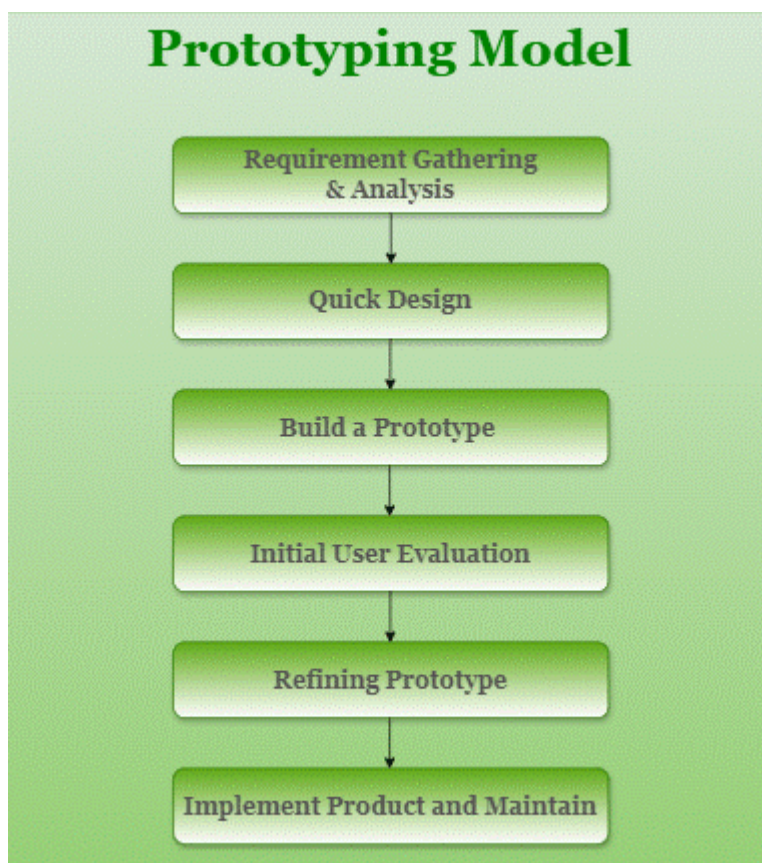 Prototyping Model
Requirement Gathering
& Analysis
Quick Design
Build a Prototype
Initial User Evaluation
Refining Prototype
Implement Product and Maintain